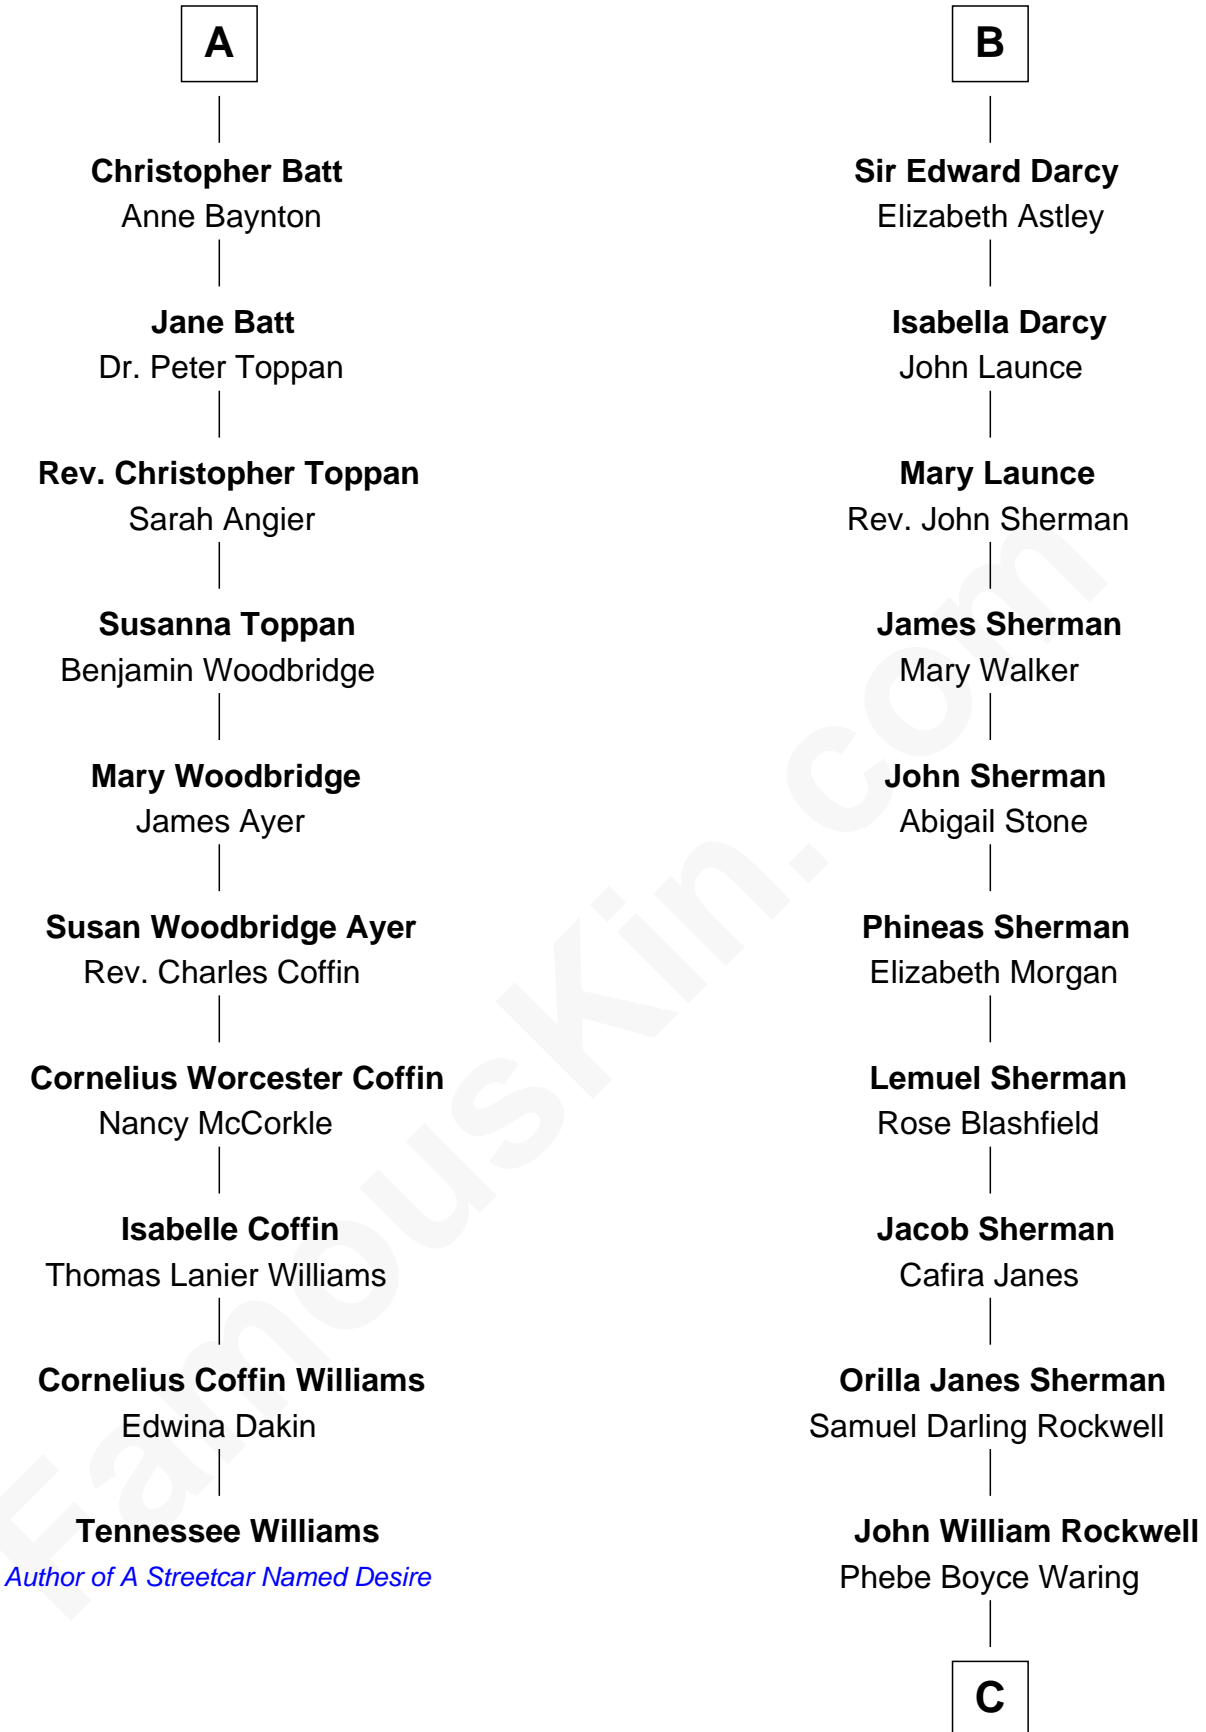 A
Christopher Batt
Anne Baynton
Jane Batt
Dr. Peter Toppan
Rev. Christopher Toppan
Sarah Angier
Susanna Toppan
Benjamin Woodbridge
Mary Woodbridge
James Ayer
Susan Woodbridge Ayer
Rev. Charles Coffin
Cornelius Worcester Coffin
Nancy McCorkle
Isabelle Coffin
Thomas Lanier Williams
Cornelius Coffin Williams
Edwina Dakin
Tennessee Williams
Author of A Streetcar Named Desire
B
Sir Edward Darcy
Elizabeth Astley
Isabella Darcy
John Launce
Mary Launce
Rev. John Sherman
James Sherman
Mary Walker
John Sherman
Abigail Stone
Phineas Sherman
Elizabeth Morgan
Lemuel Sherman
Rose Blashfield
Jacob Sherman
Cafira Janes
Orilla Janes Sherman
Samuel Darling Rockwell
John William Rockwell
Phebe Boyce Waring
C
FamousKin.com